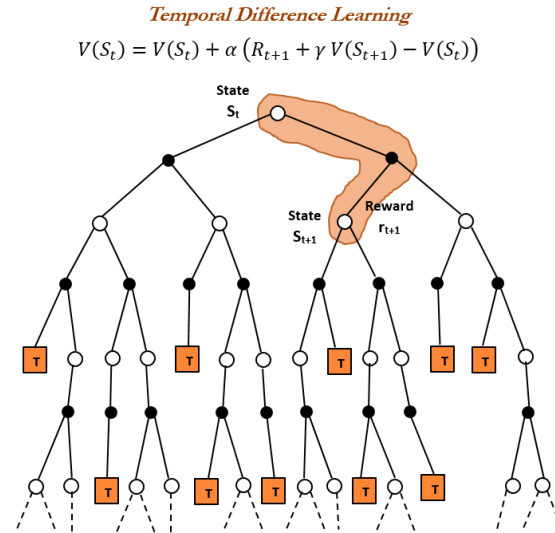 Temporal Difference Learning
V(S_t) = V(S_t) + α (R_{t+1} + γ V(S_{t+1}) − V(S_t))
State
S_t
State
S_{t+1}
Reward
r_{t+1}
T
T
T
T
T
T
T
T
T
T